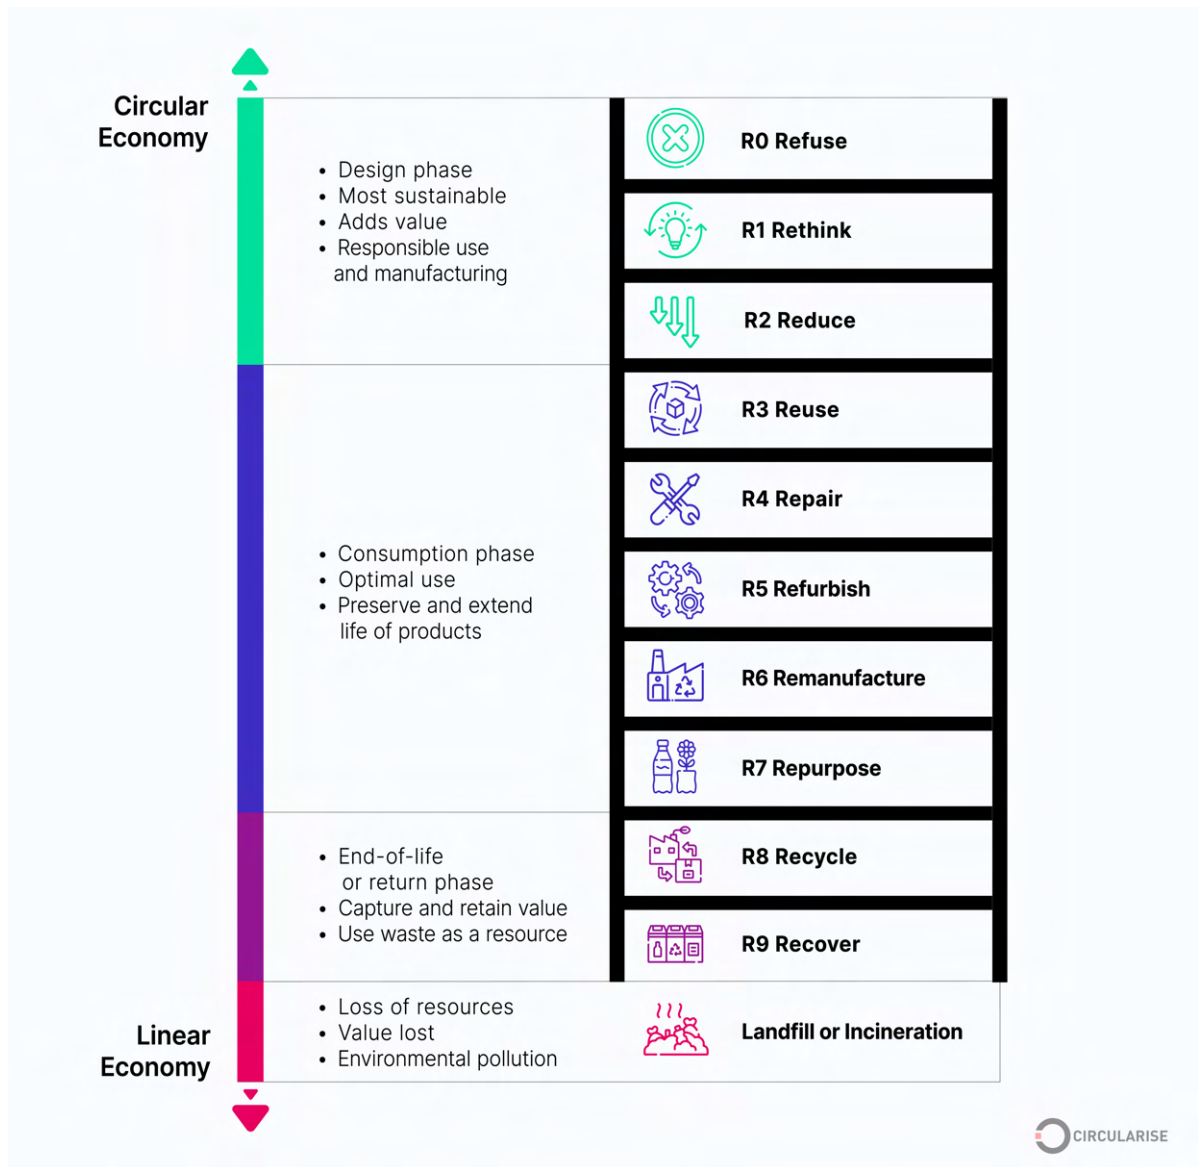 Circular
Economy
• Design phase
• Most sustainable
• Adds value
• Responsible use
and manufacturing
R0 Refuse
R1 Rethink
R2 Reduce
• Consumption phase
• Optimal use
• Preserve and extend
life of products
R3 Reuse
R4 Repair
R5 Refurbish
R6 Remanufacture
R7 Repurpose
• End-of-life
or return phase
• Capture and retain value
• Use waste as a resource
R8 Recycle
R9 Recover
Linear
Economy
• Loss of resources
• Value lost
• Environmental pollution
Landfill or Incineration
CIRCULARISE